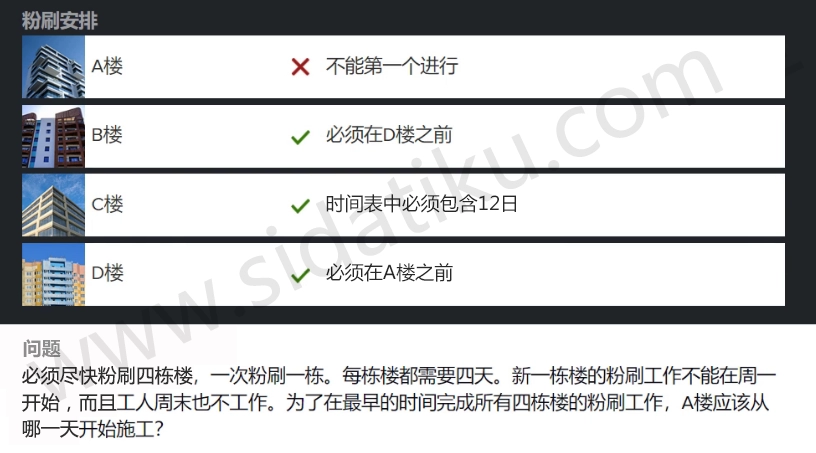 粉刷安排
A楼 不能第一个进行
B楼 必须在D楼之前
C楼 时间表中必须包含12日
D楼 必须在A楼之前
www.sidatiku.com
问题
必须尽快粉刷四栋楼，一次粉刷一栋。每栋楼都需要四天。新一栋楼的粉刷工作不能在周一
开始，而且工人周末也不工作。为了在最早的时间完成所有四栋楼的粉刷工作，A楼应该从
哪一天开始施工？